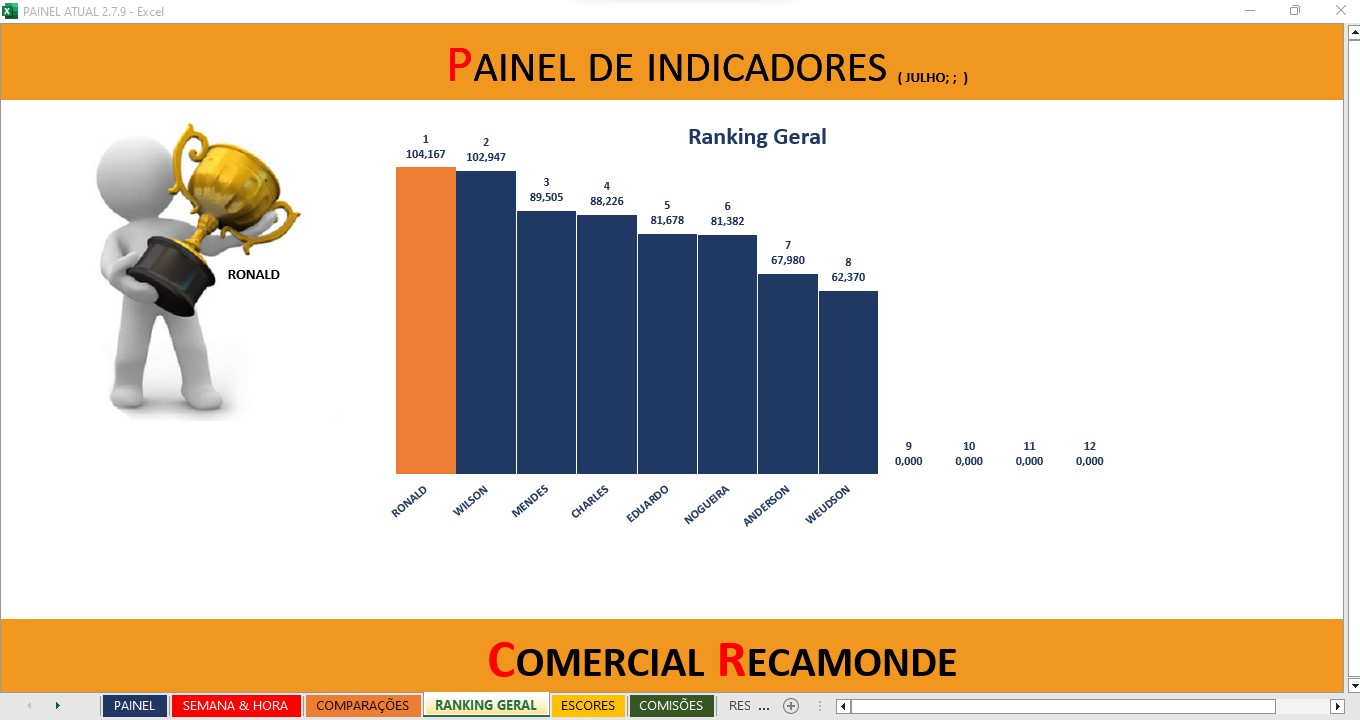 PAINEL ATUAL 2.7.9 - Excel
PAINEL DE INDICADORES ( JULHO; ; )
Ranking Geral
1
104,167
2
102,947
3
89,505
4
88,226
5
81,678
6
81,382
7
67,980
8
62,370
9
0,000
10
0,000
11
0,000
12
0,000
RONALD
RONALD
WILSON
MENDES
CHARLES
EDUARDO
NOGUEIRA
ANDERSON
WEUDSON
COMERCIAL RECAMONDE
PAINEL SEMANA & HORA COMPARAÇÕES RANKING GERAL ESCORES COMISÕES RES ...